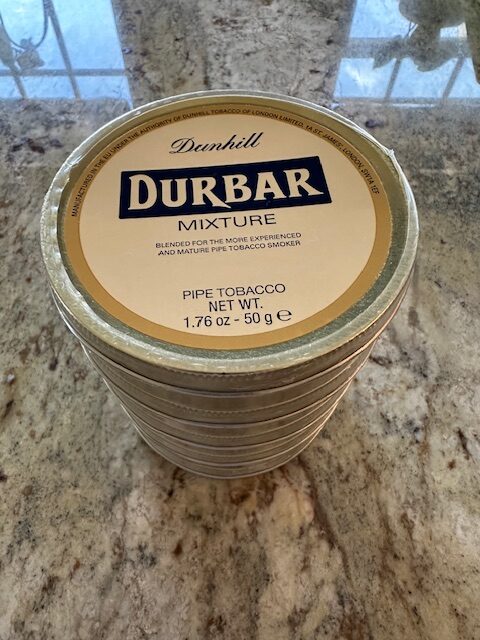 MANUFACTURED IN THE EU UNDER THE AUTHORITY OF DUNHILL TOBACCO OF LONDON LIMITED, 1A ST. JAMES', LONDON, SW1A 1EF
Dunhill
DURBAR
MIXTURE
BLENDED FOR THE MORE EXPERIENCED
AND MATURE PIPE TOBACCO SMOKER
PIPE TOBACCO
NET WT.
1.76 oz - 50 g ℮